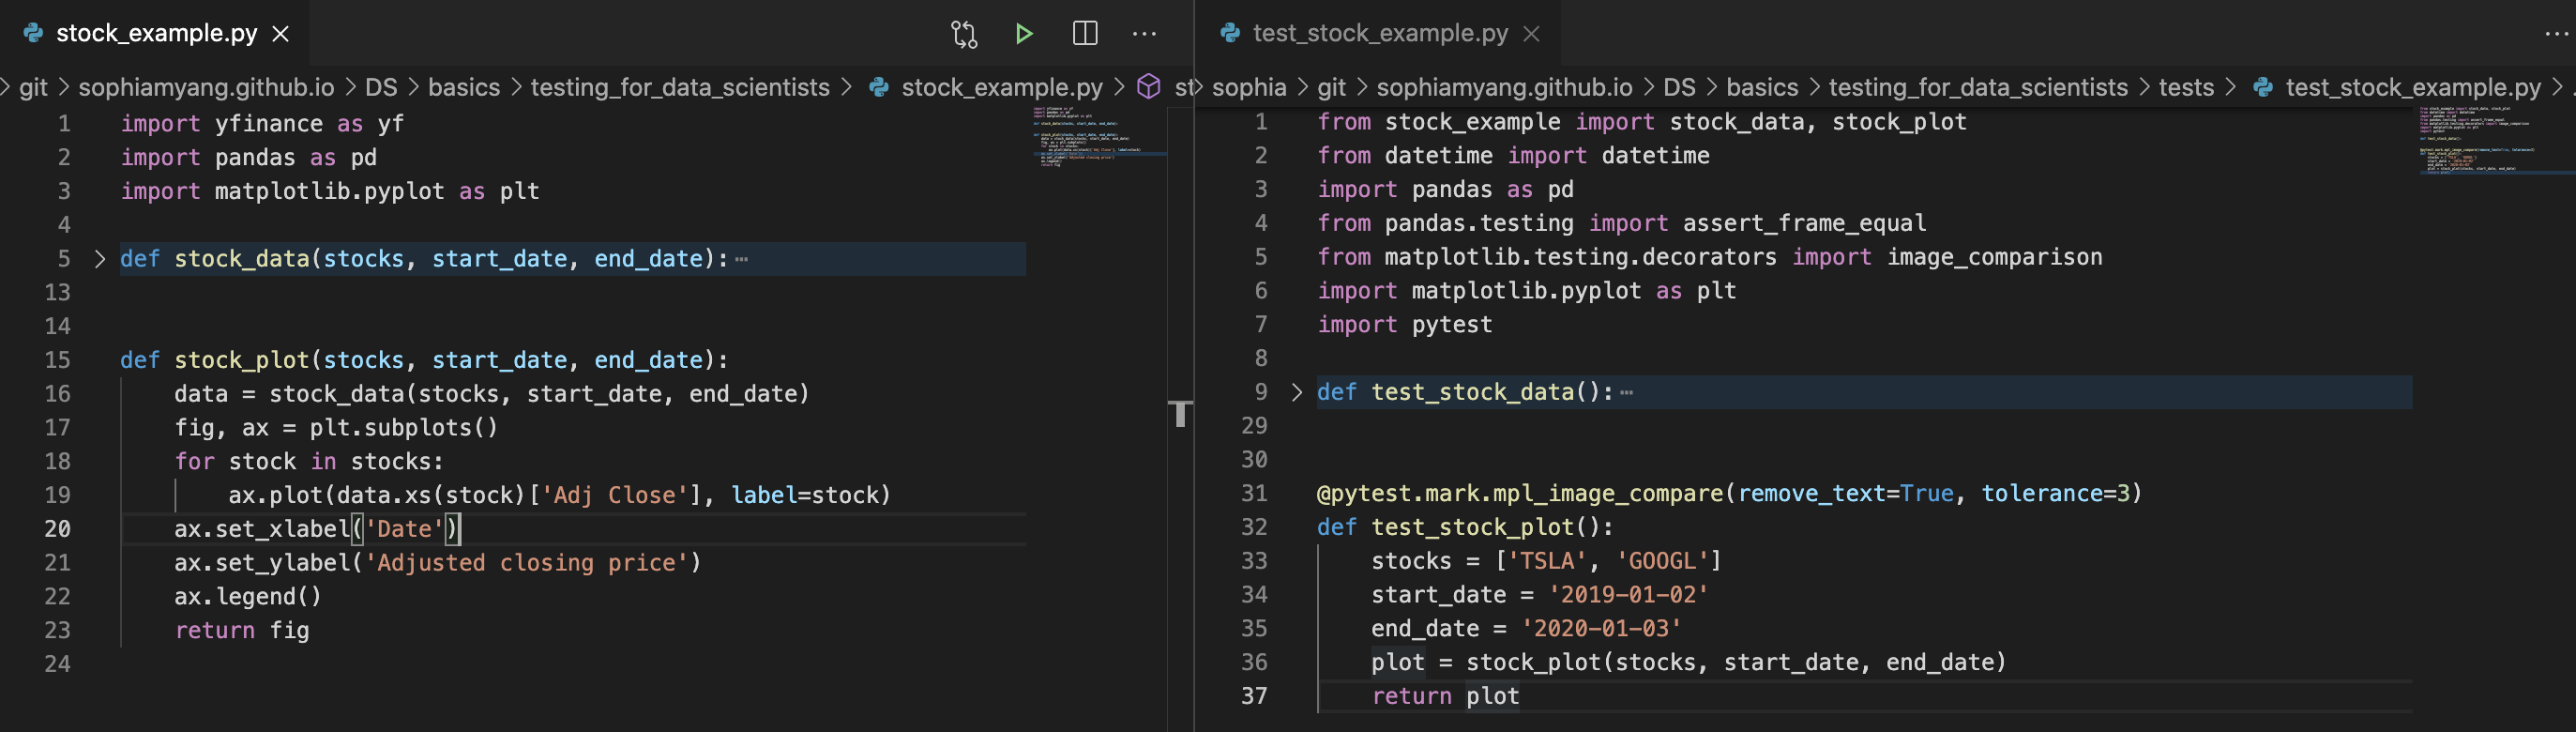 stock_example.py
> git > sophiamyang.github.io > DS > basics > testing_for_data_scientists > stock_example.py > st
1 import yfinance as yf
2 import pandas as pd
3 import matplotlib.pyplot as plt
4
5 def stock_data(stocks, start_date, end_date):…
13
14
15 def stock_plot(stocks, start_date, end_date):
16 data = stock_data(stocks, start_date, end_date)
17 fig, ax = plt.subplots()
18 for stock in stocks:
19 ax.plot(data.xs(stock)['Adj Close'], label=stock)
20 ax.set_xlabel('Date')
21 ax.set_ylabel('Adjusted closing price')
22 ax.legend()
23 return fig
24
test_stock_example.py
> sophia > git > sophiamyang.github.io > DS > basics > testing_for_data_scientists > tests > test_stock_example.py >
1 from stock_example import stock_data, stock_plot
2 from datetime import datetime
3 import pandas as pd
4 from pandas.testing import assert_frame_equal
5 from matplotlib.testing.decorators import image_comparison
6 import matplotlib.pyplot as plt
7 import pytest
8
9 def test_stock_data():…
29
30
31 @pytest.mark.mpl_image_compare(remove_text=True, tolerance=3)
32 def test_stock_plot():
33 stocks = ['TSLA', 'GOOGL']
34 start_date = '2019-01-02'
35 end_date = '2020-01-03'
36 plot = stock_plot(stocks, start_date, end_date)
37 return plot